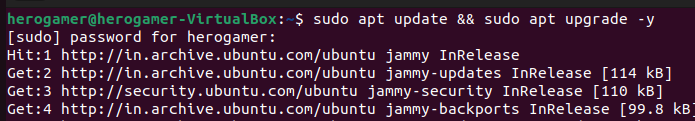 herogamer@herogamer-VirtualBox:~$ sudo apt update && sudo apt upgrade -y
[sudo] password for herogamer:
Hit:1 http://in.archive.ubuntu.com/ubuntu jammy InRelease
Get:2 http://in.archive.ubuntu.com/ubuntu jammy-updates InRelease [114 kB]
Get:3 http://security.ubuntu.com/ubuntu jammy-security InRelease [110 kB]
Get:4 http://in.archive.ubuntu.com/ubuntu jammy-backports InRelease [99.8 kB]